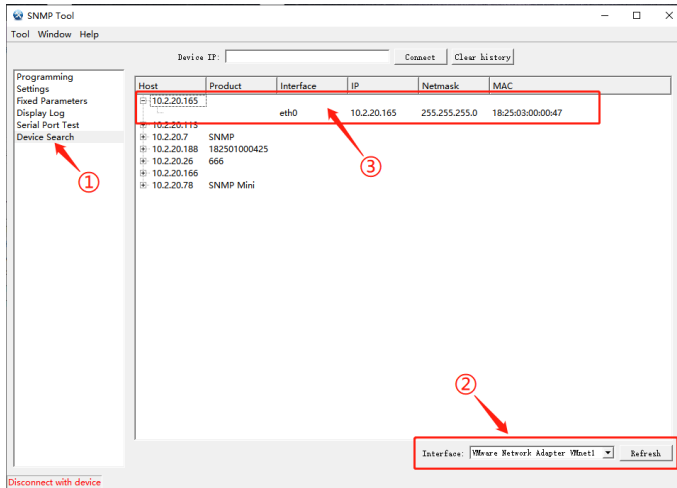 SNMP Tool
Tool Window Help
Device IP: Connect Clear history
Programming
Settings
Fixed Parameters
Display Log
Serial Port Test
Device Search
①
Host Product Interface IP Netmask MAC
10.2.20.165
eth0 10.2.20.165 255.255.255.0 18:25:03:00:00:47
10.2.20.115
10.2.20.7 SNMP
10.2.20.188 182501000425
10.2.20.26 666
10.2.20.166
10.2.20.78 SNMP Mini
③
②
Interface: VMware Network Adapter VMnet1 Refresh
Disconnect with device